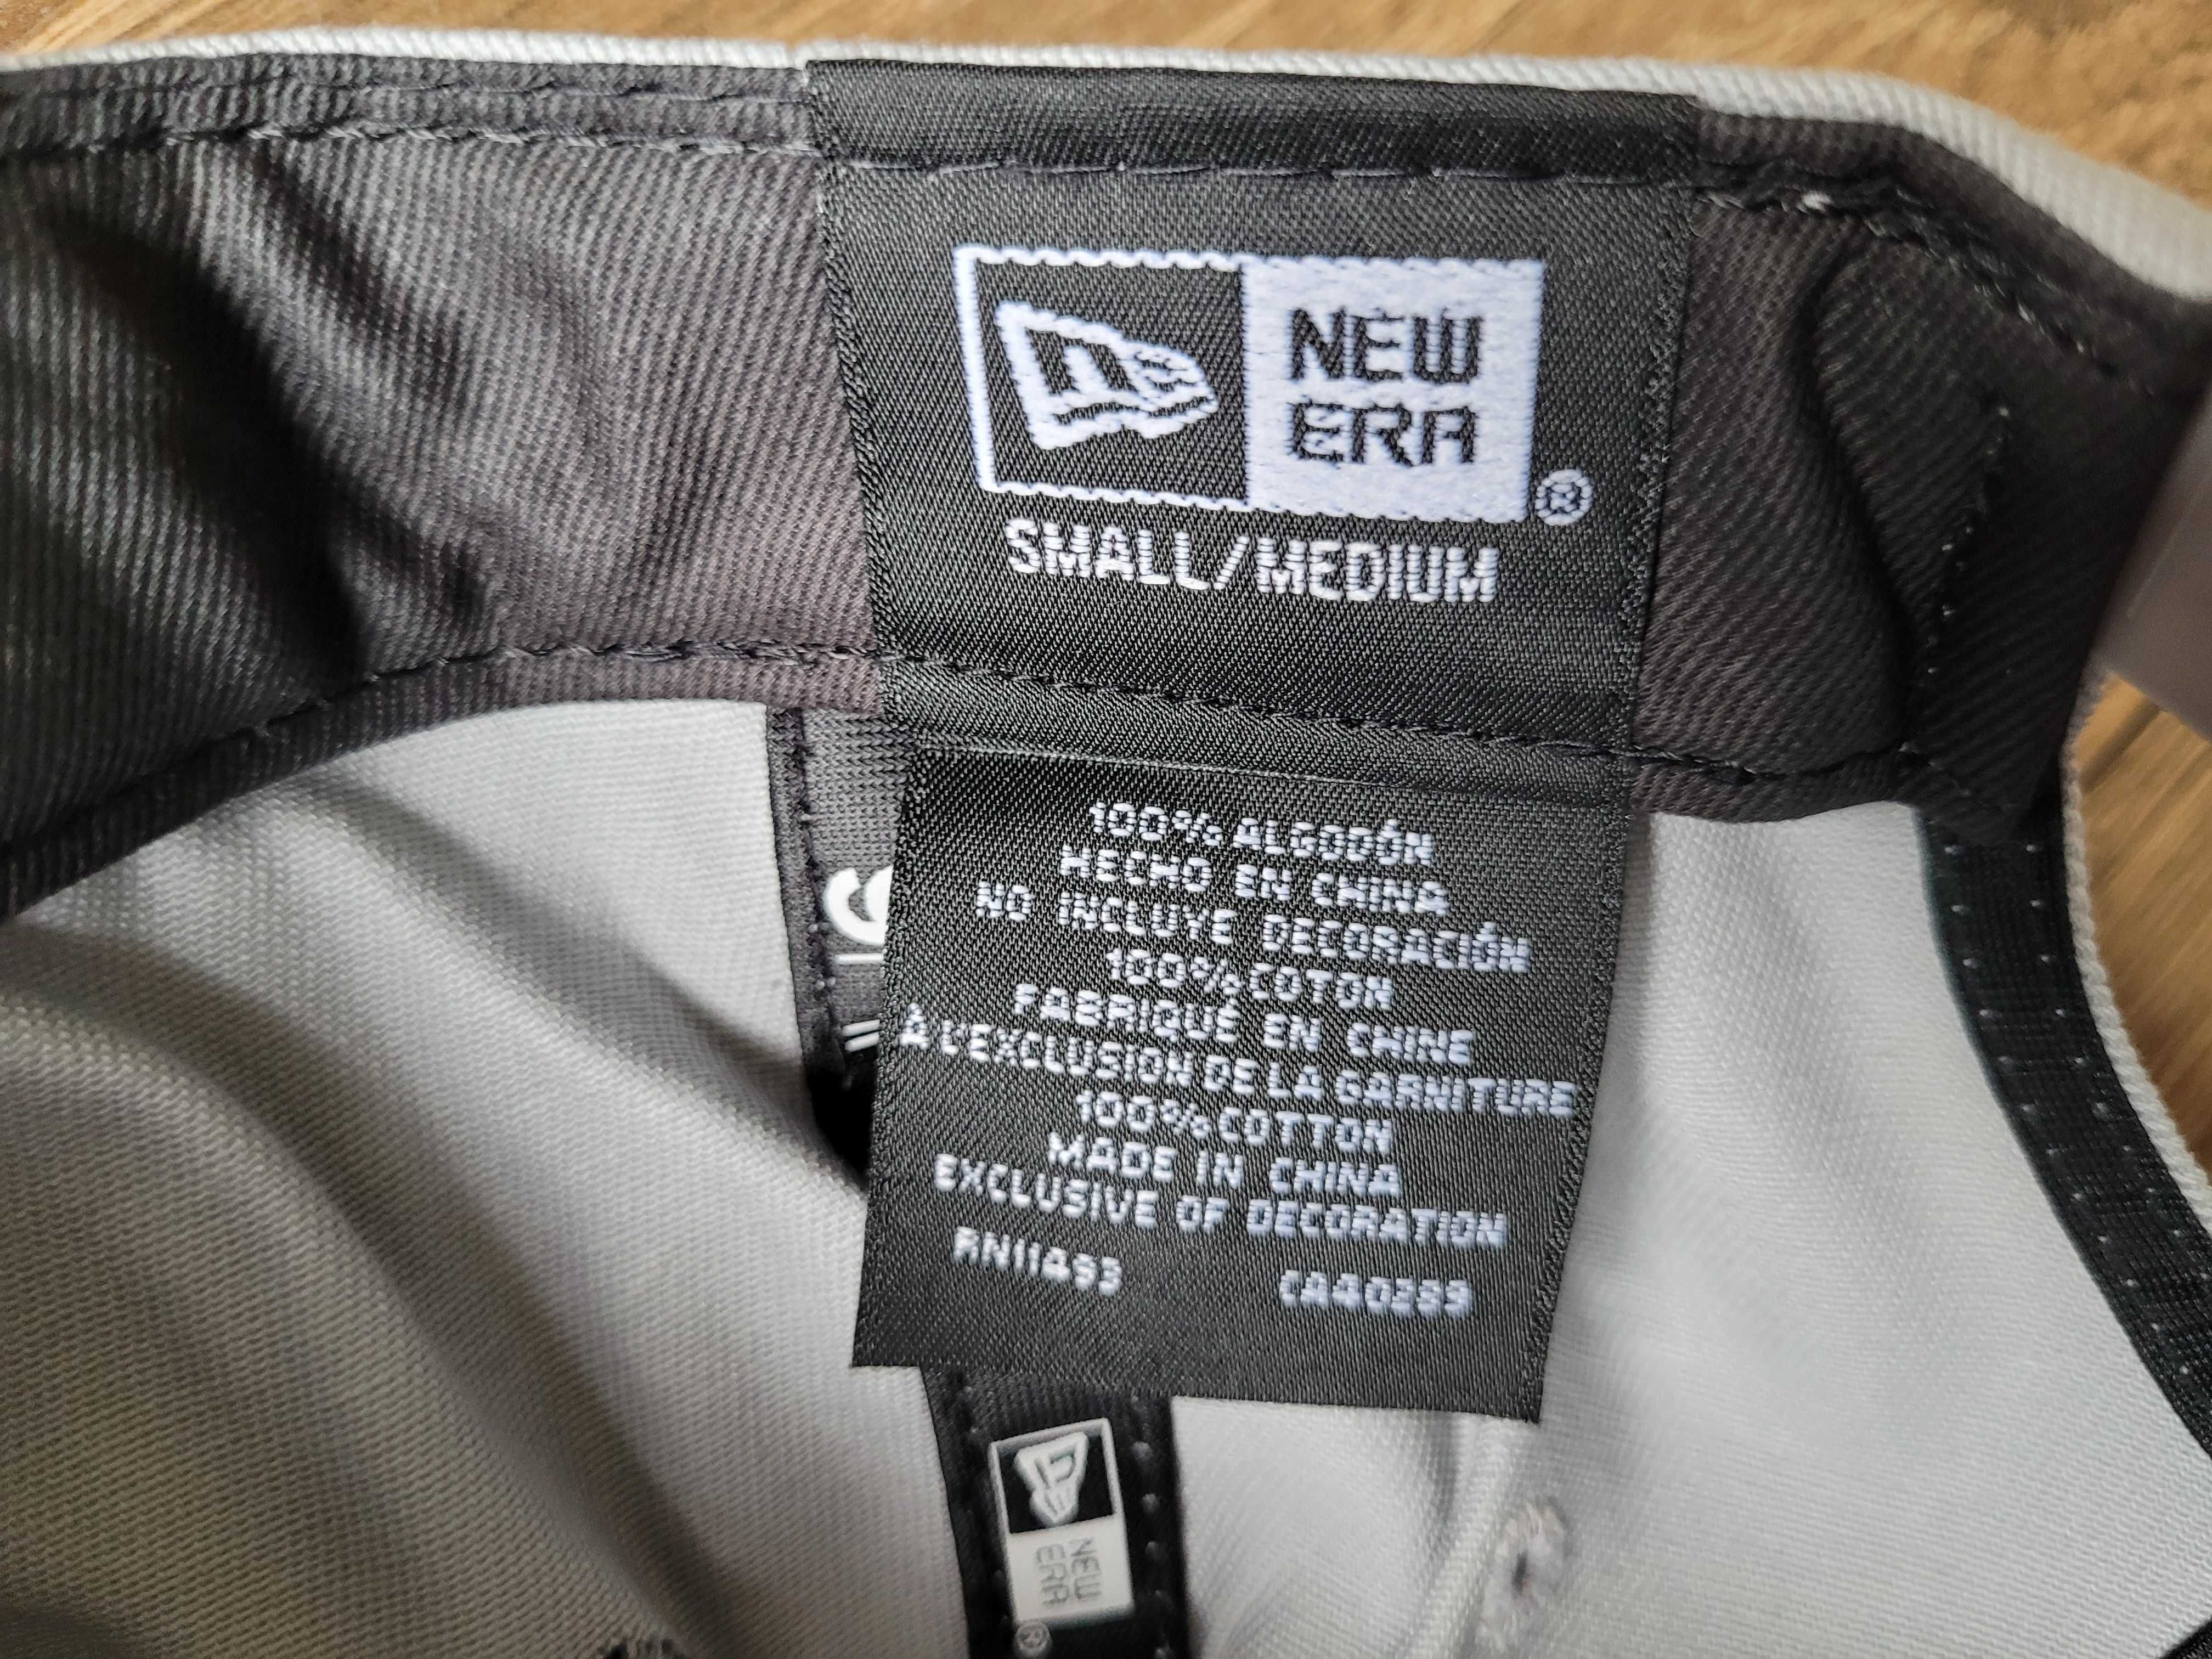 NEW
ERA
®
SMALL/MEDIUM
100% ALGODÓN
HECHO EN CHINA
NO INCLUYE DECORACIÓN
100% COTON
FABRIQUÉ EN CHINE
À L'EXCLUSION DE LA GARNITURE
100% COTTON
MADE IN CHINA
EXCLUSIVE OF DECORATION
RN11493 CA40299
NEW
ERA
®